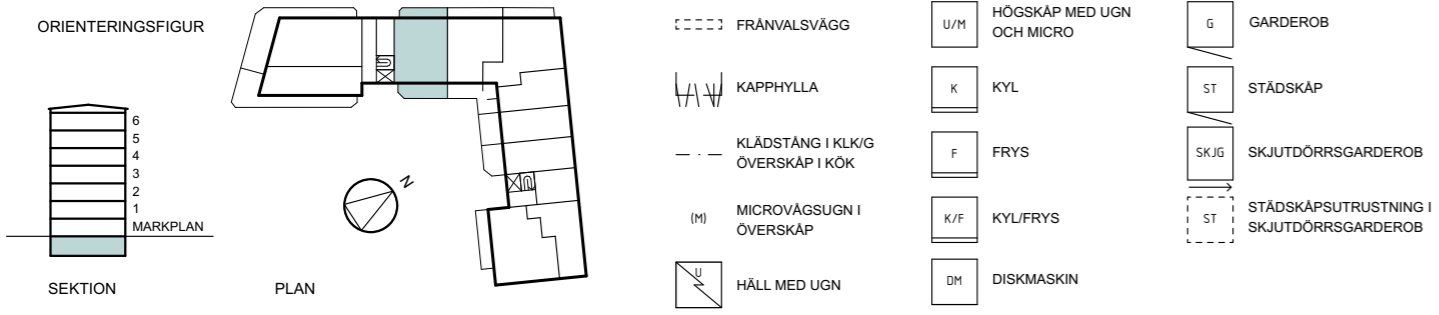 ORIENTERINGSFIGUR
6
5
4
3
2
1
MARKPLAN
SEKTION
PLAN
N
FRÅNVALSVÄGG
KAPPHYLLA
KLÄDSTÅNG I KLK/G
ÖVERSKÅP I KÖK
(M)
MICROVÅGSUGN I
ÖVERSKÅP
U
HÄLL MED UGN
U/M
HÖGSKÅP MED UGN
OCH MICRO
K
KYL
F
FRYS
K/F
KYL/FRYS
DM
DISKMASKIN
G
GARDEROB
ST
STÄDSKÅP
SKJG
SKJUTDÖRRSGARDEROB
ST
STÄDSKÅPSUTRUSTNING I
SKJUTDÖRRSGARDEROB